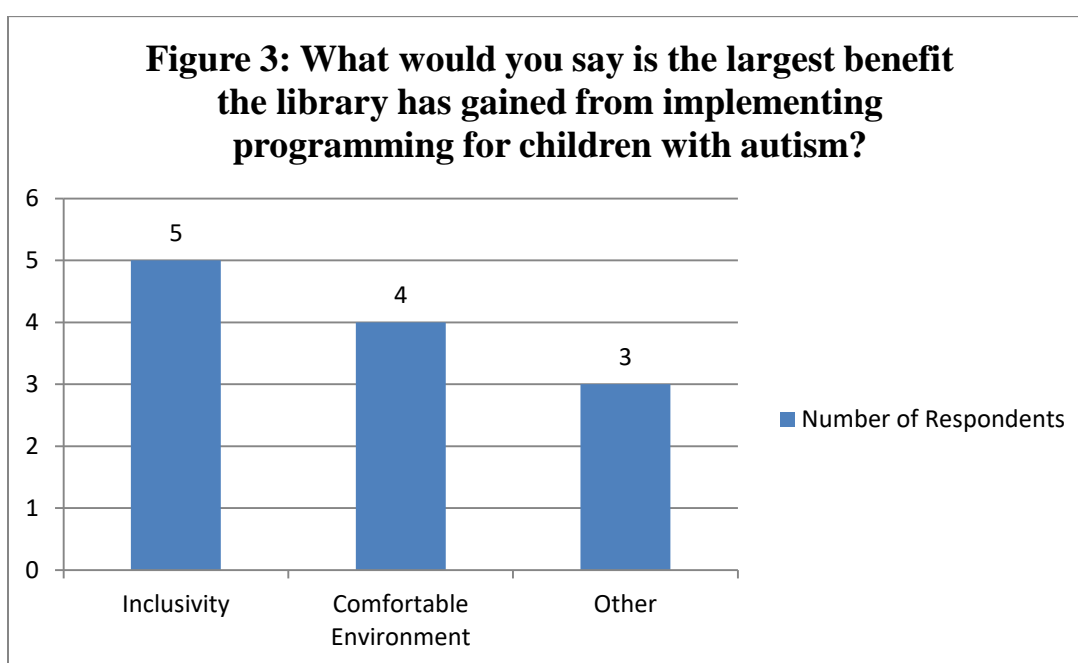 Figure 3: What would you say is the largest benefit
the library has gained from implementing
programming for children with autism?
6
5
4
3
2
1
0
5
4
3
Inclusivity
Comfortable
Environment
Other
Number of Respondents